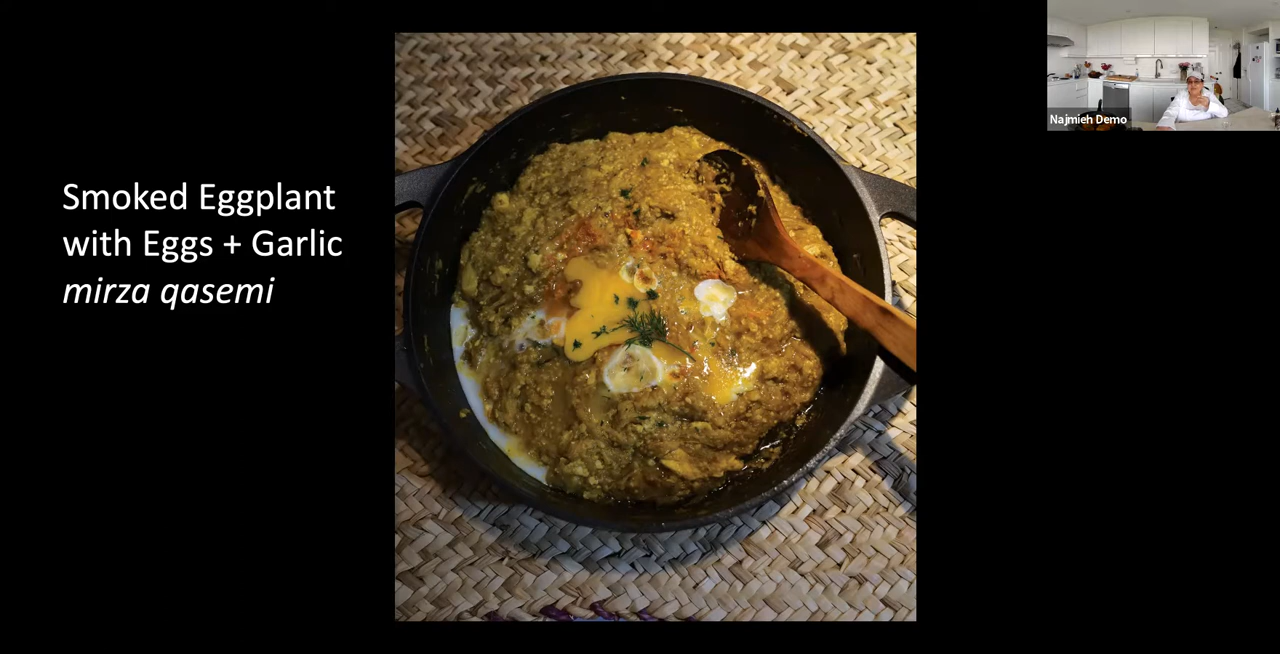 Smoked Eggplant
with Eggs + Garlic
mirza qasemi
Najmieh Demo